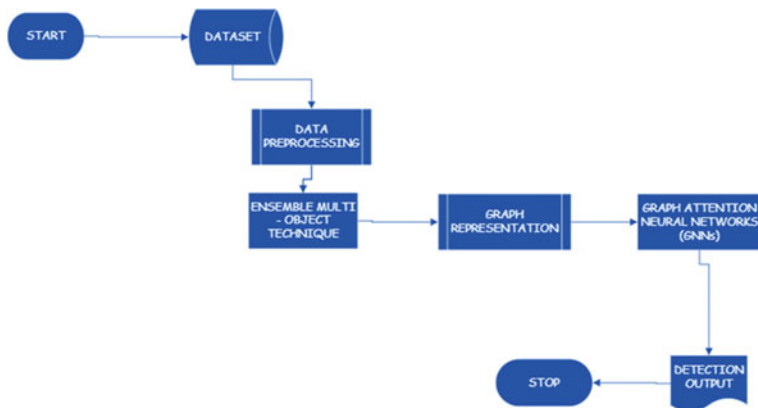 START
DATASET
DATA
PREPROCESSING
ENSEMBLE MULTI
- OBJECT
TECHNIQUE
GRAPH
REPRESENTATION
GRAPH ATTENTION
NEURAL NETWORKS
(GNNs)
DETECTION
OUTPUT
STOP